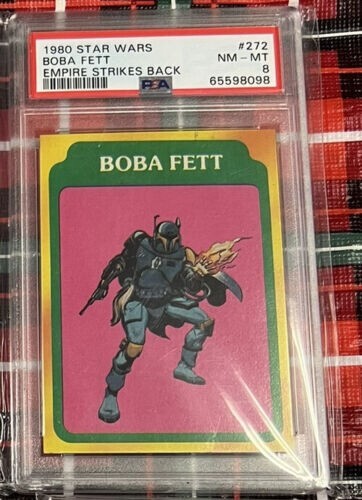 1980 STAR WARS #272
BOBA FETT NM - MT
EMPIRE STRIKES BACK 8
PSA 65598098
BOBA FETT